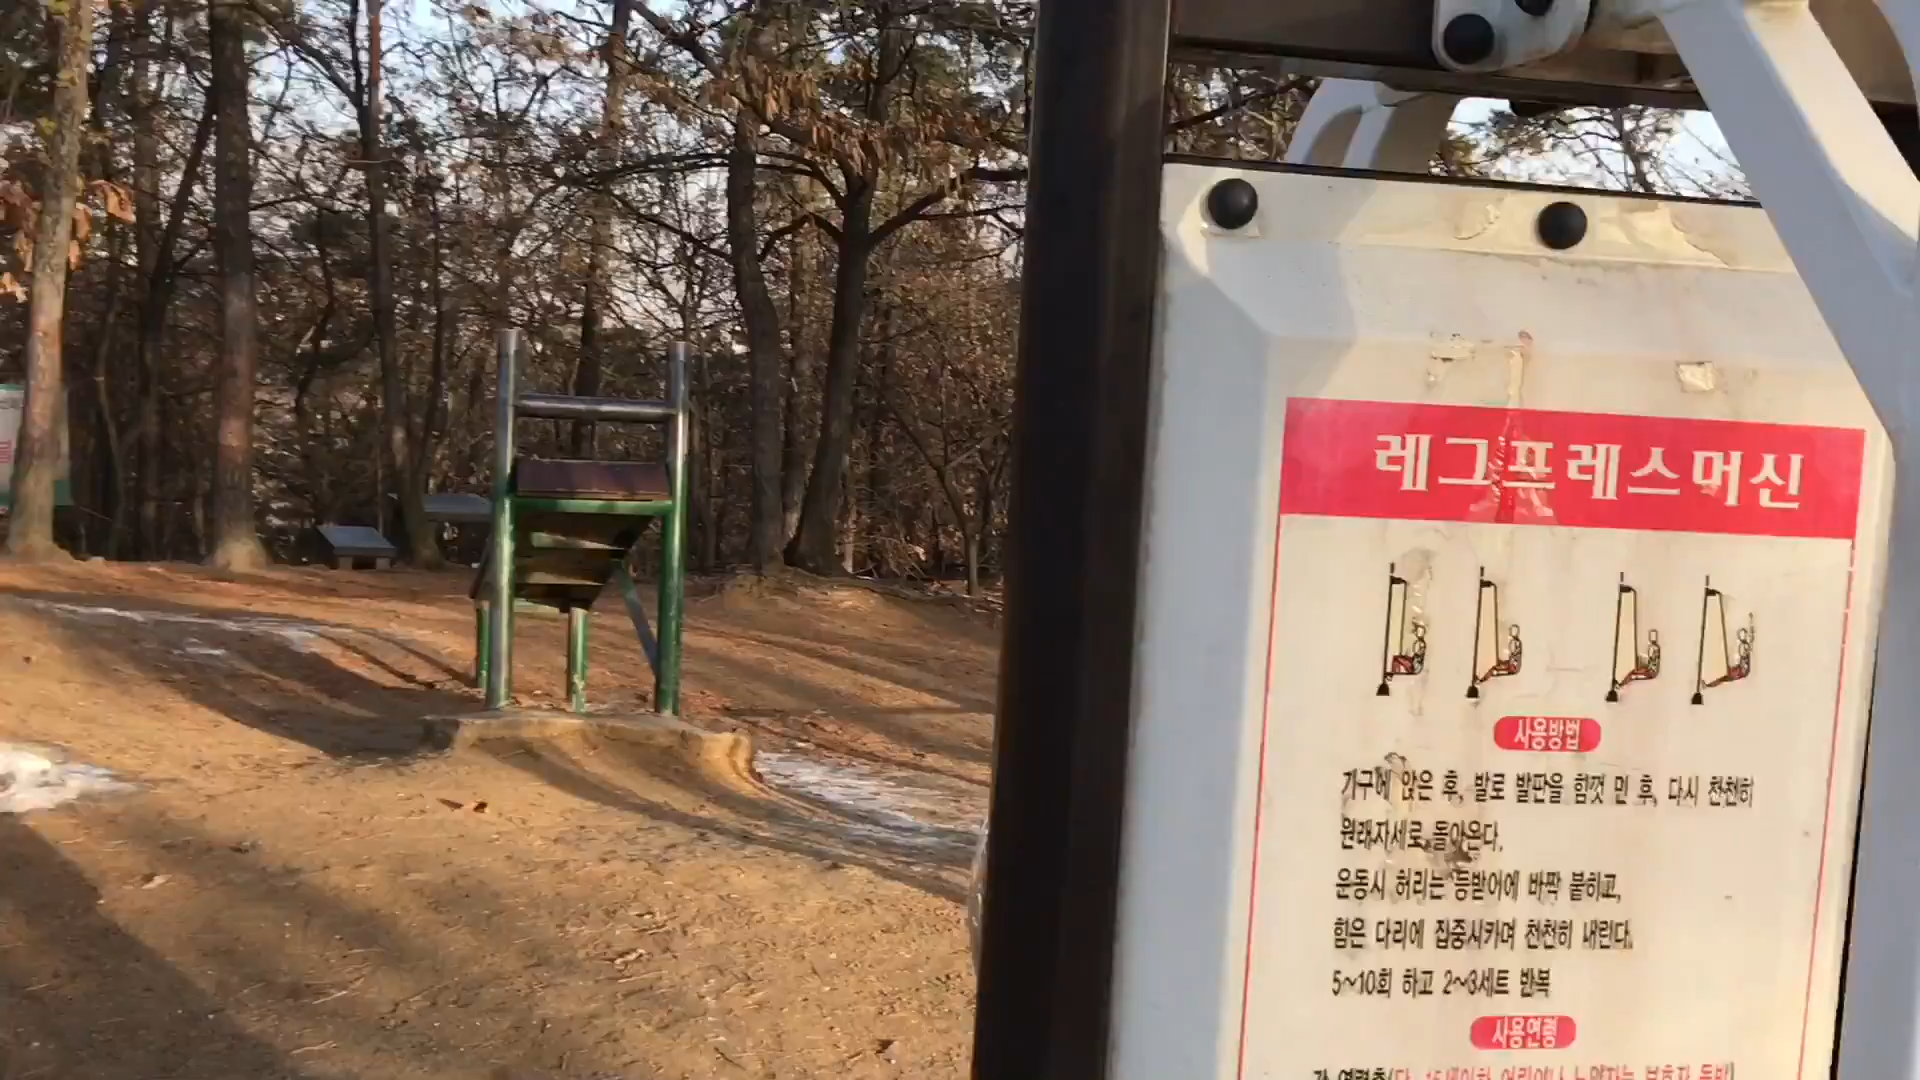 레그프레스머신
사용방법
기구에 앉은 후, 발로 발판을 힘껏 민 후, 다시 천천히
원래자세로 돌아온다.
운동시 허리는 등받이에 바짝 붙히고,
힘은 다리에 집중시키며 천천히 내린다.
5~10회 하고 2~3세트 반복
사용연령